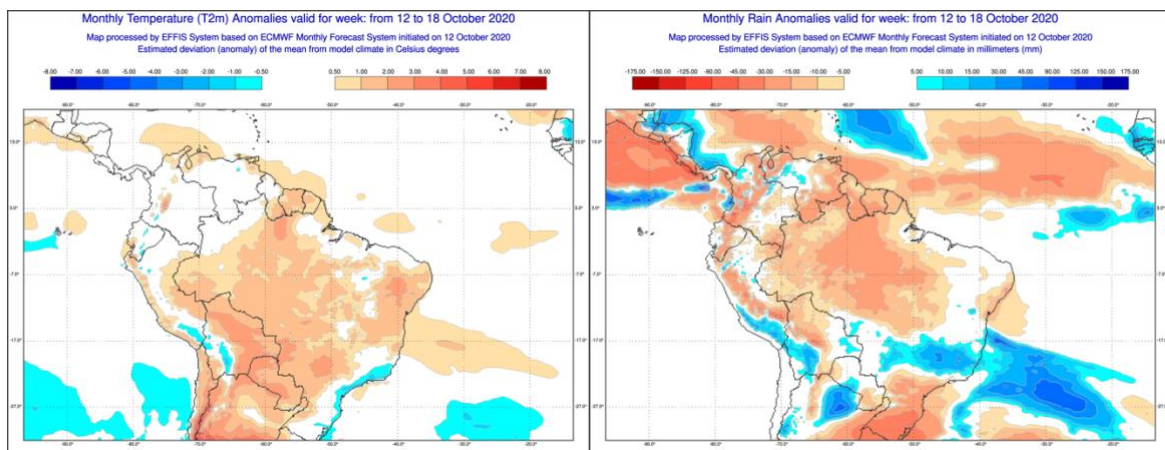 Monthly Temperature (T2m) Anomalies valid for week: from 12 to 18 October 2020
Map processed by EFFIS System based on ECMWF Monthly Forecast System initiated on 12 October 2020
Estimated deviation (anomaly) of the mean from model climate in Celsius degrees
-8.00 -7.00 -6.00 -5.00 -4.00 -3.00 -2.00 -1.00 -0.50
0.50 1.00 2.00 3.00 4.00 5.00 6.00 7.00 8.00
Monthly Rain Anomalies valid for week: from 12 to 18 October 2020
Map processed by EFFIS System based on ECMWF Monthly Forecast System initiated on 12 October 2020
Estimated deviation (anomaly) of the mean from model climate in millimeters (mm)
-175.00 -150.00 -125.00 -90.00 -45.00 -30.00 -15.00 -10.00 -5.00
5.00 10.00 15.00 30.00 45.00 90.00 125.00 150.00 175.00